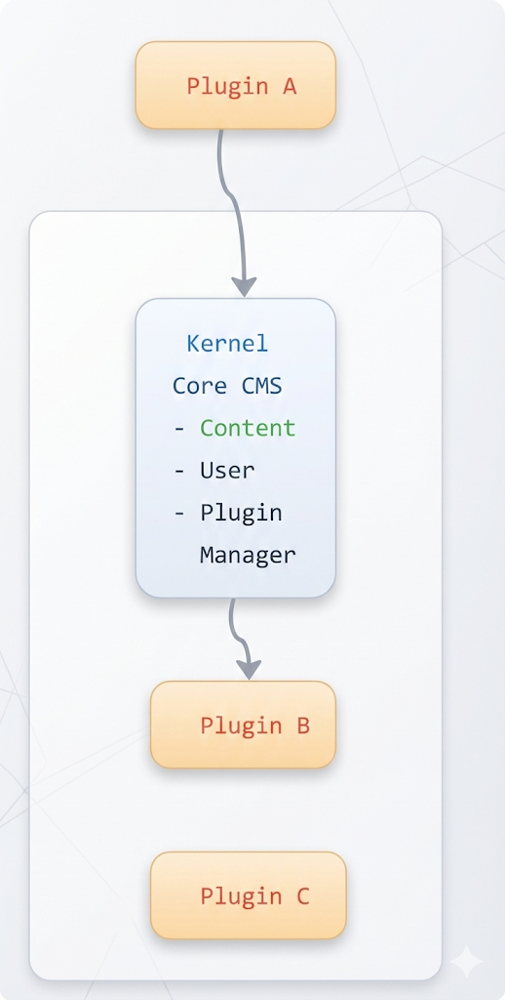 Plugin A
Kernel
Core CMS
- Content
- User
- Plugin
Manager
Plugin B
Plugin C